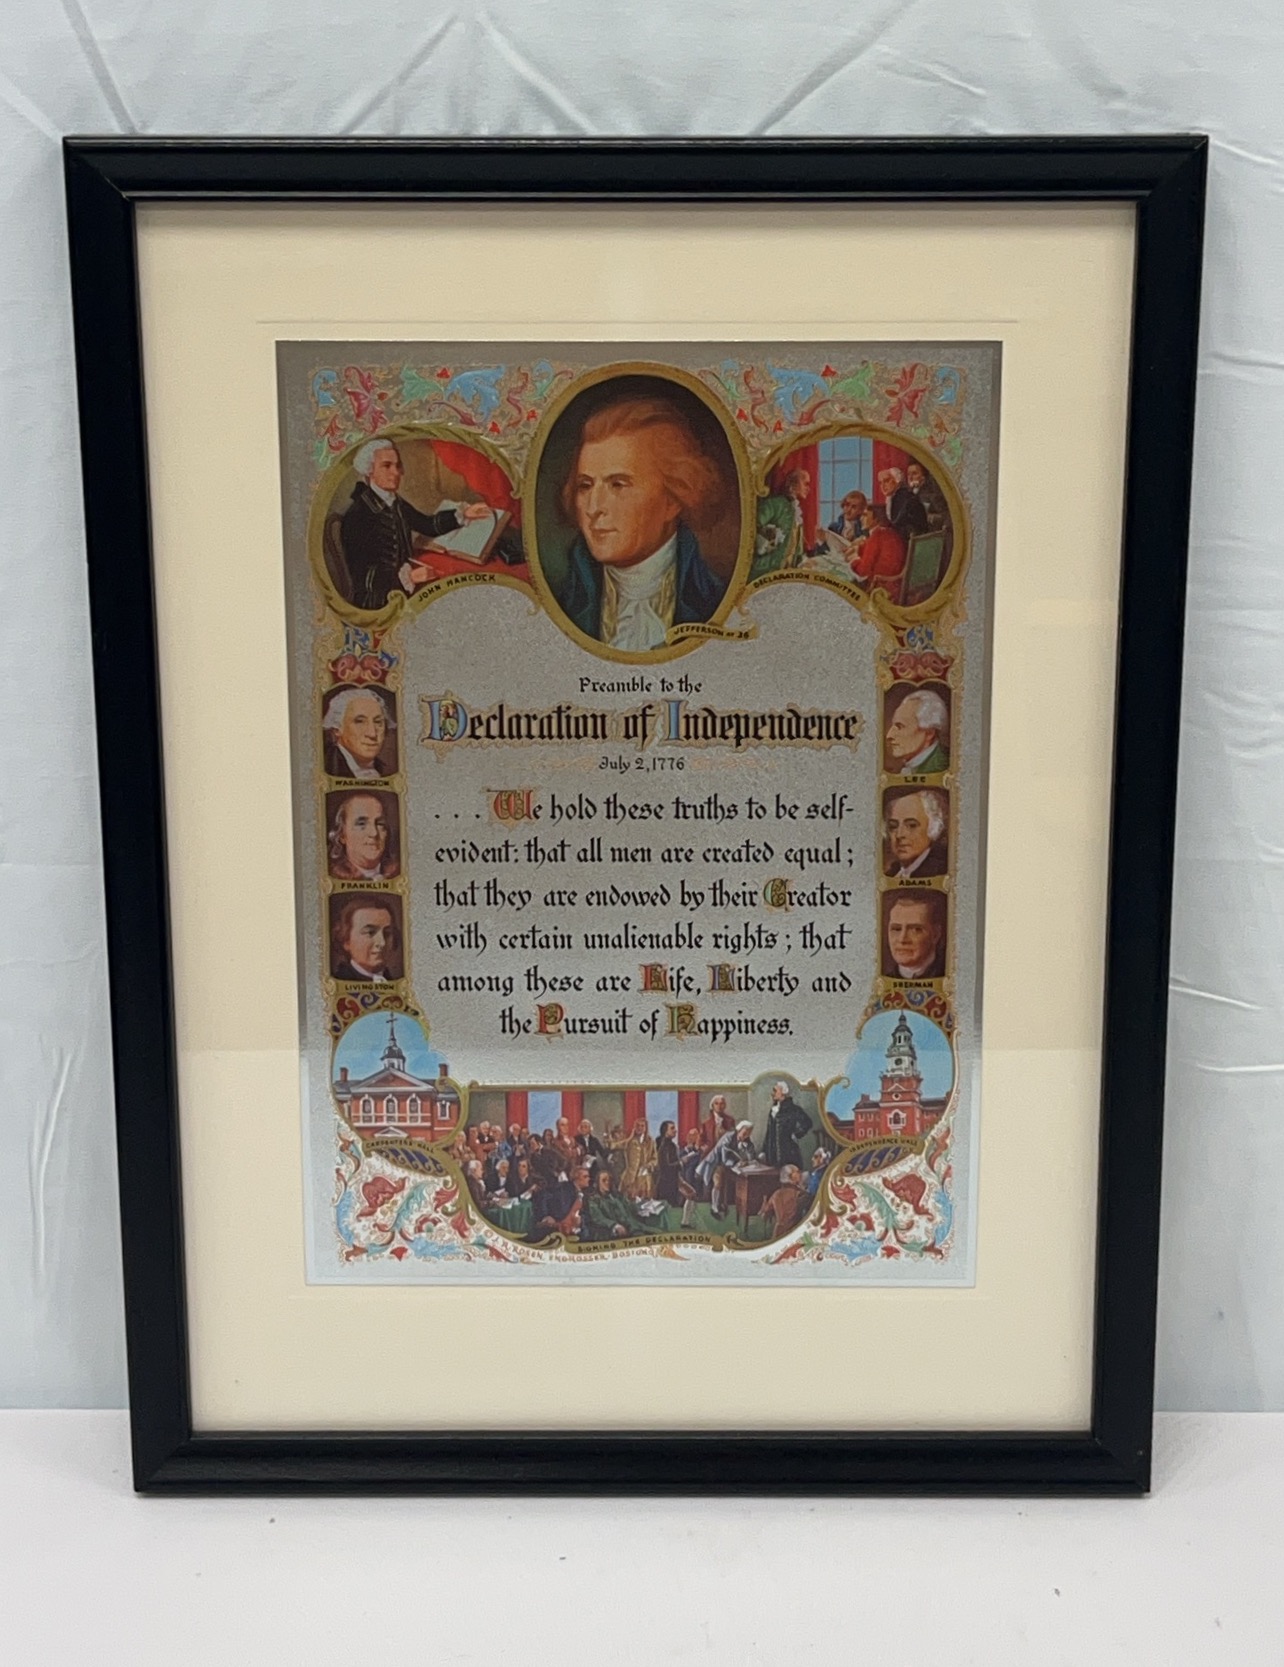 JOHN HANCOCK
DECLARATION COMMITTEE
JEFFERSON AT 36
Preamble to the
Declaration of Independence
July 2, 1776
. . . We hold these truths to be self-
evident: that all men are created equal;
that they are endowed by their Creator
with certain unalienable rights; that
among these are Life, Liberty and
the Pursuit of Happiness.
WASHINGTON
FRANKLIN
LIVINGSTON
LEE
ADAMS
SHERMAN
CARPENTERS HALL
INDEPENDENCE HALL
SIGNING THE DECLARATION
© J. H. ROSEN, ENGROSSER, BOSTON